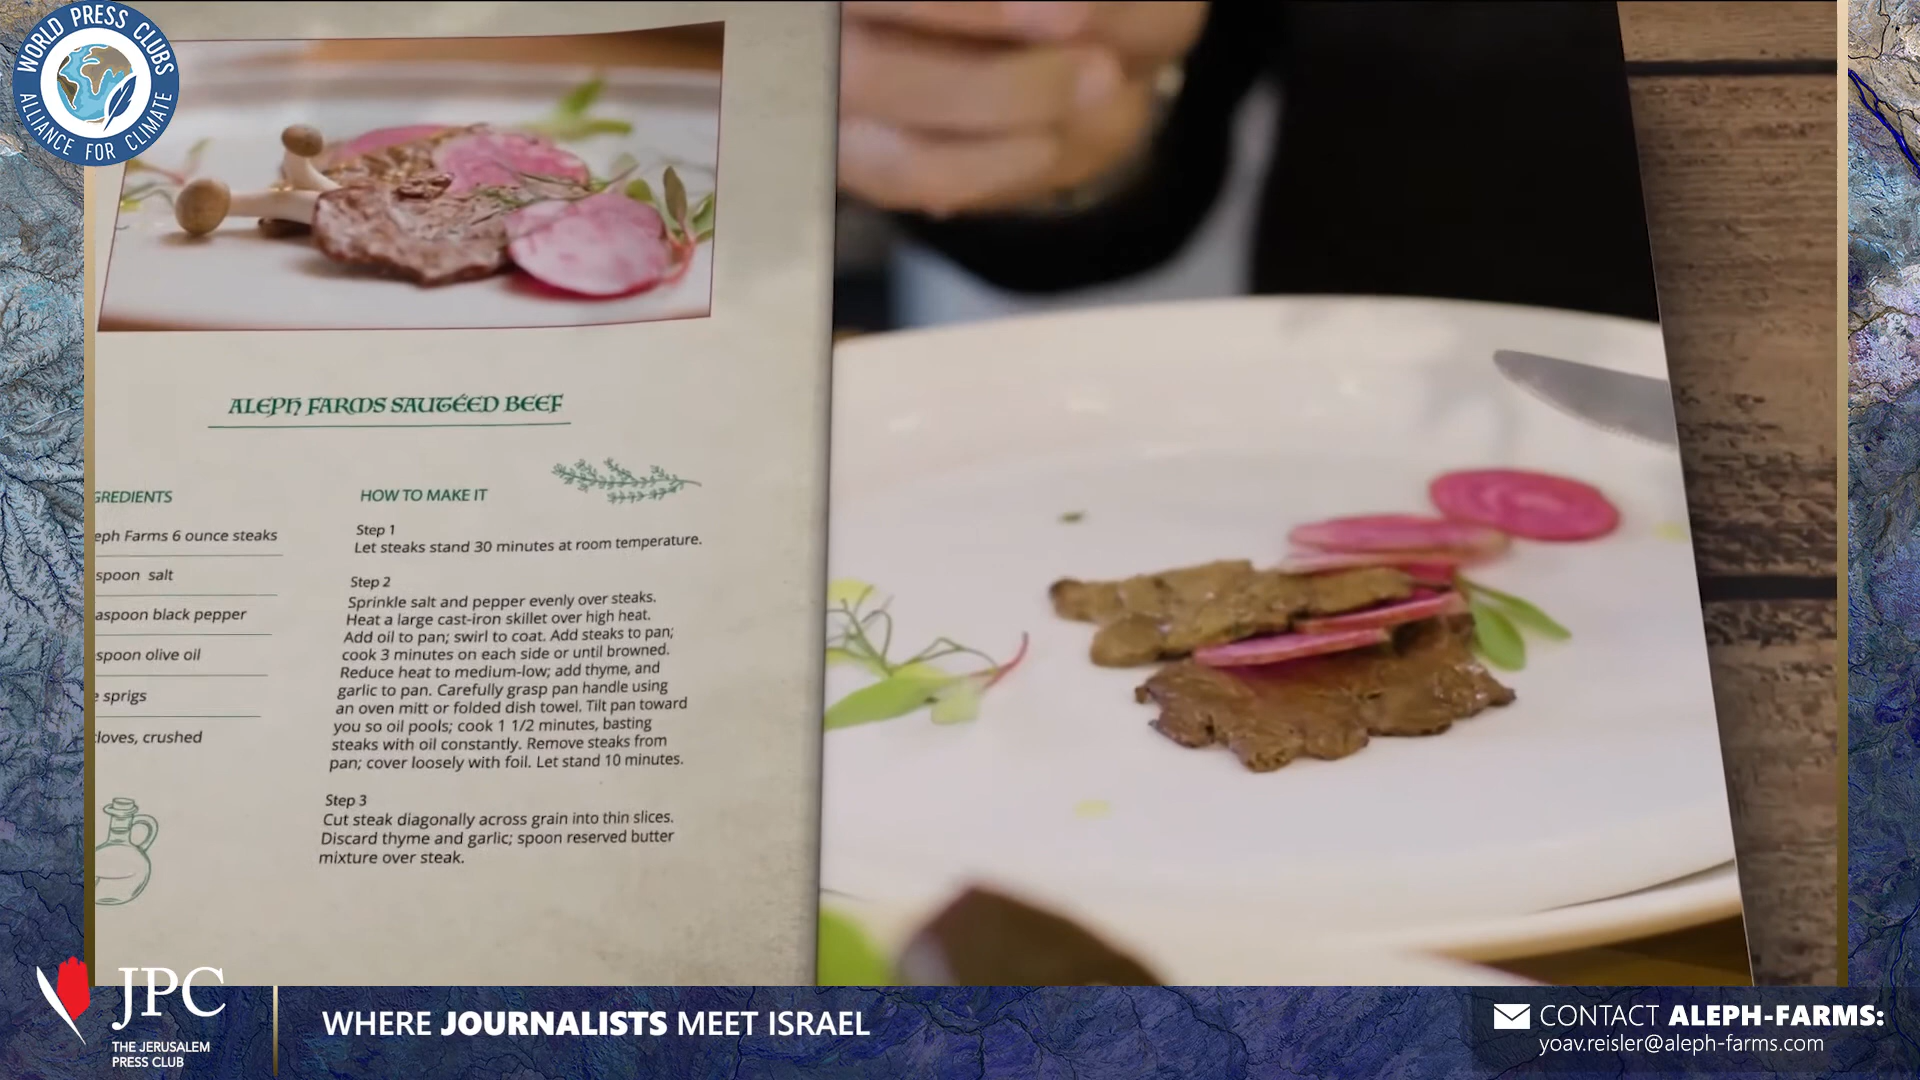 WORLD PRESS CLUBS
ALLIANCE FOR CLIMATE
ALEPH FARMS SAUTÉED BEEF
GREDIENTS
eph Farms 6 ounce steaks
spoon salt
aspoon black pepper
spoon olive oil
e sprigs
cloves, crushed
HOW TO MAKE IT
Step 1
Let steaks stand 30 minutes at room temperature.
Step 2
Sprinkle salt and pepper evenly over steaks.
Heat a large cast-iron skillet over high heat.
Add oil to pan; swirl to coat. Add steaks to pan;
cook 3 minutes on each side or until browned.
Reduce heat to medium-low; add thyme, and
garlic to pan. Carefully grasp pan handle using
an oven mitt or folded dish towel. Tilt pan toward
you so oil pools; cook 1 1/2 minutes, basting
steaks with oil constantly. Remove steaks from
pan; cover loosely with foil. Let stand 10 minutes.
Step 3
Cut steak diagonally across grain into thin slices.
Discard thyme and garlic; spoon reserved butter
mixture over steak.
JPC
THE JERUSALEM
PRESS CLUB
WHERE JOURNALISTS MEET ISRAEL
CONTACT ALEPH-FARMS:
yoav.reisler@aleph-farms.com